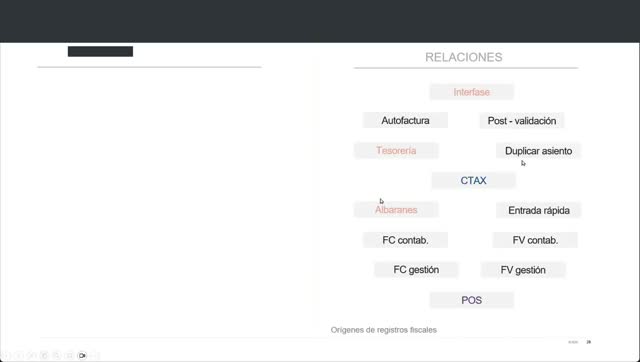 RELACIONES
Interfase
Autofactura
Post - validación
Tesorería
Duplicar asiento
CTAX
Albaranes
Entrada rápida
FC contab.
FV contab.
FC gestión
FV gestión
POS
Orígenes de registros fiscales